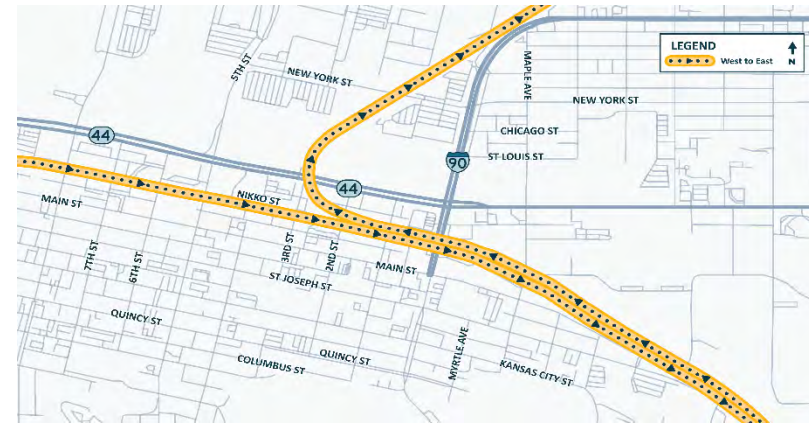 LEGEND
West to East
N
5TH ST
NEW YORK ST
MAPLE AVE
NEW YORK ST
CHICAGO ST
ST LOUIS ST
44
90
44
NIKKO ST
MAIN ST
7TH ST
6TH ST
3RD ST
2ND ST
MAIN ST
ST JOSEPH ST
QUINCY ST
QUINCY ST
COLUMBUS ST
MYRTLE AVE
KANSAS CITY ST